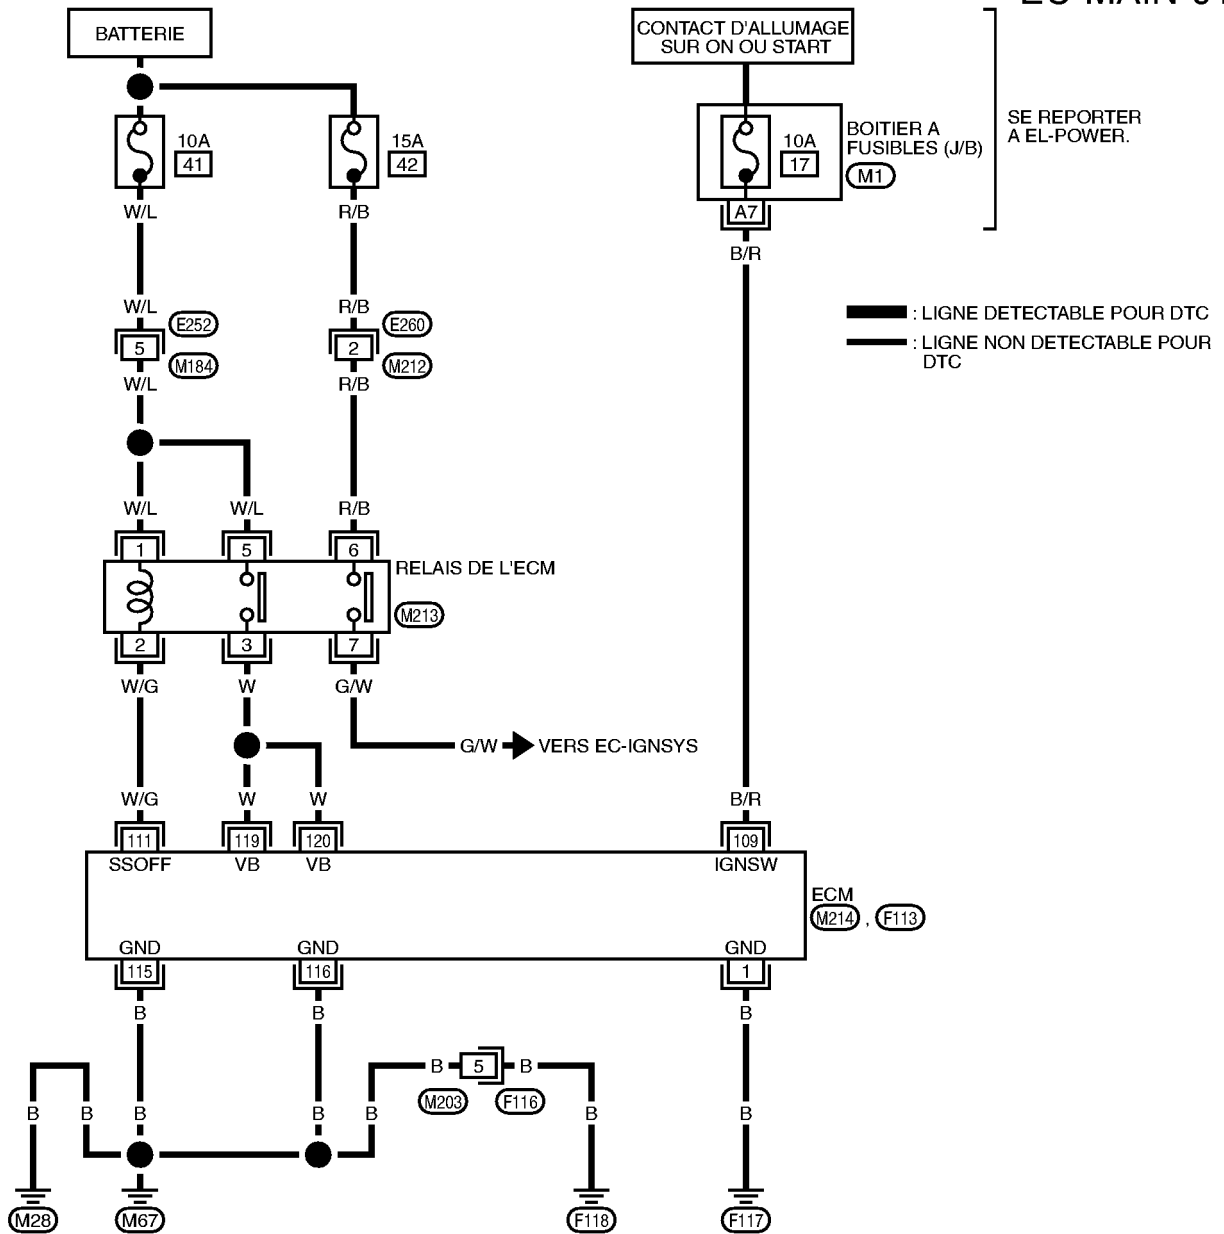 BATTERIE
CONTACT D'ALLUMAGE
SUR ON OU START
10A
41
15A
42
10A
17
BOITIER A
FUSIBLES (J/B)
M1
SE REPORTER
A EL-POWER.
W/L
R/B
A7
B/R
W/L
R/B
E252
E260
5
2
M184
M212
W/L
R/B
: LIGNE DETECTABLE POUR DTC
: LIGNE NON DETECTABLE POUR
DTC
W/L
W/L
R/B
1
5
6
RELAIS DE L'ECM
M213
2
3
7
W/G
W
G/W
G/W
VERS EC-IGNSYS
W/G
W
W
B/R
111
119
120
109
SSOFF
VB
VB
IGNSW
ECM
M214 , F113
GND
GND
GND
115
116
1
B
B
B
B
5
B
M203
F116
B
B
B
B
B
B
B
M28
M67
F118
F117